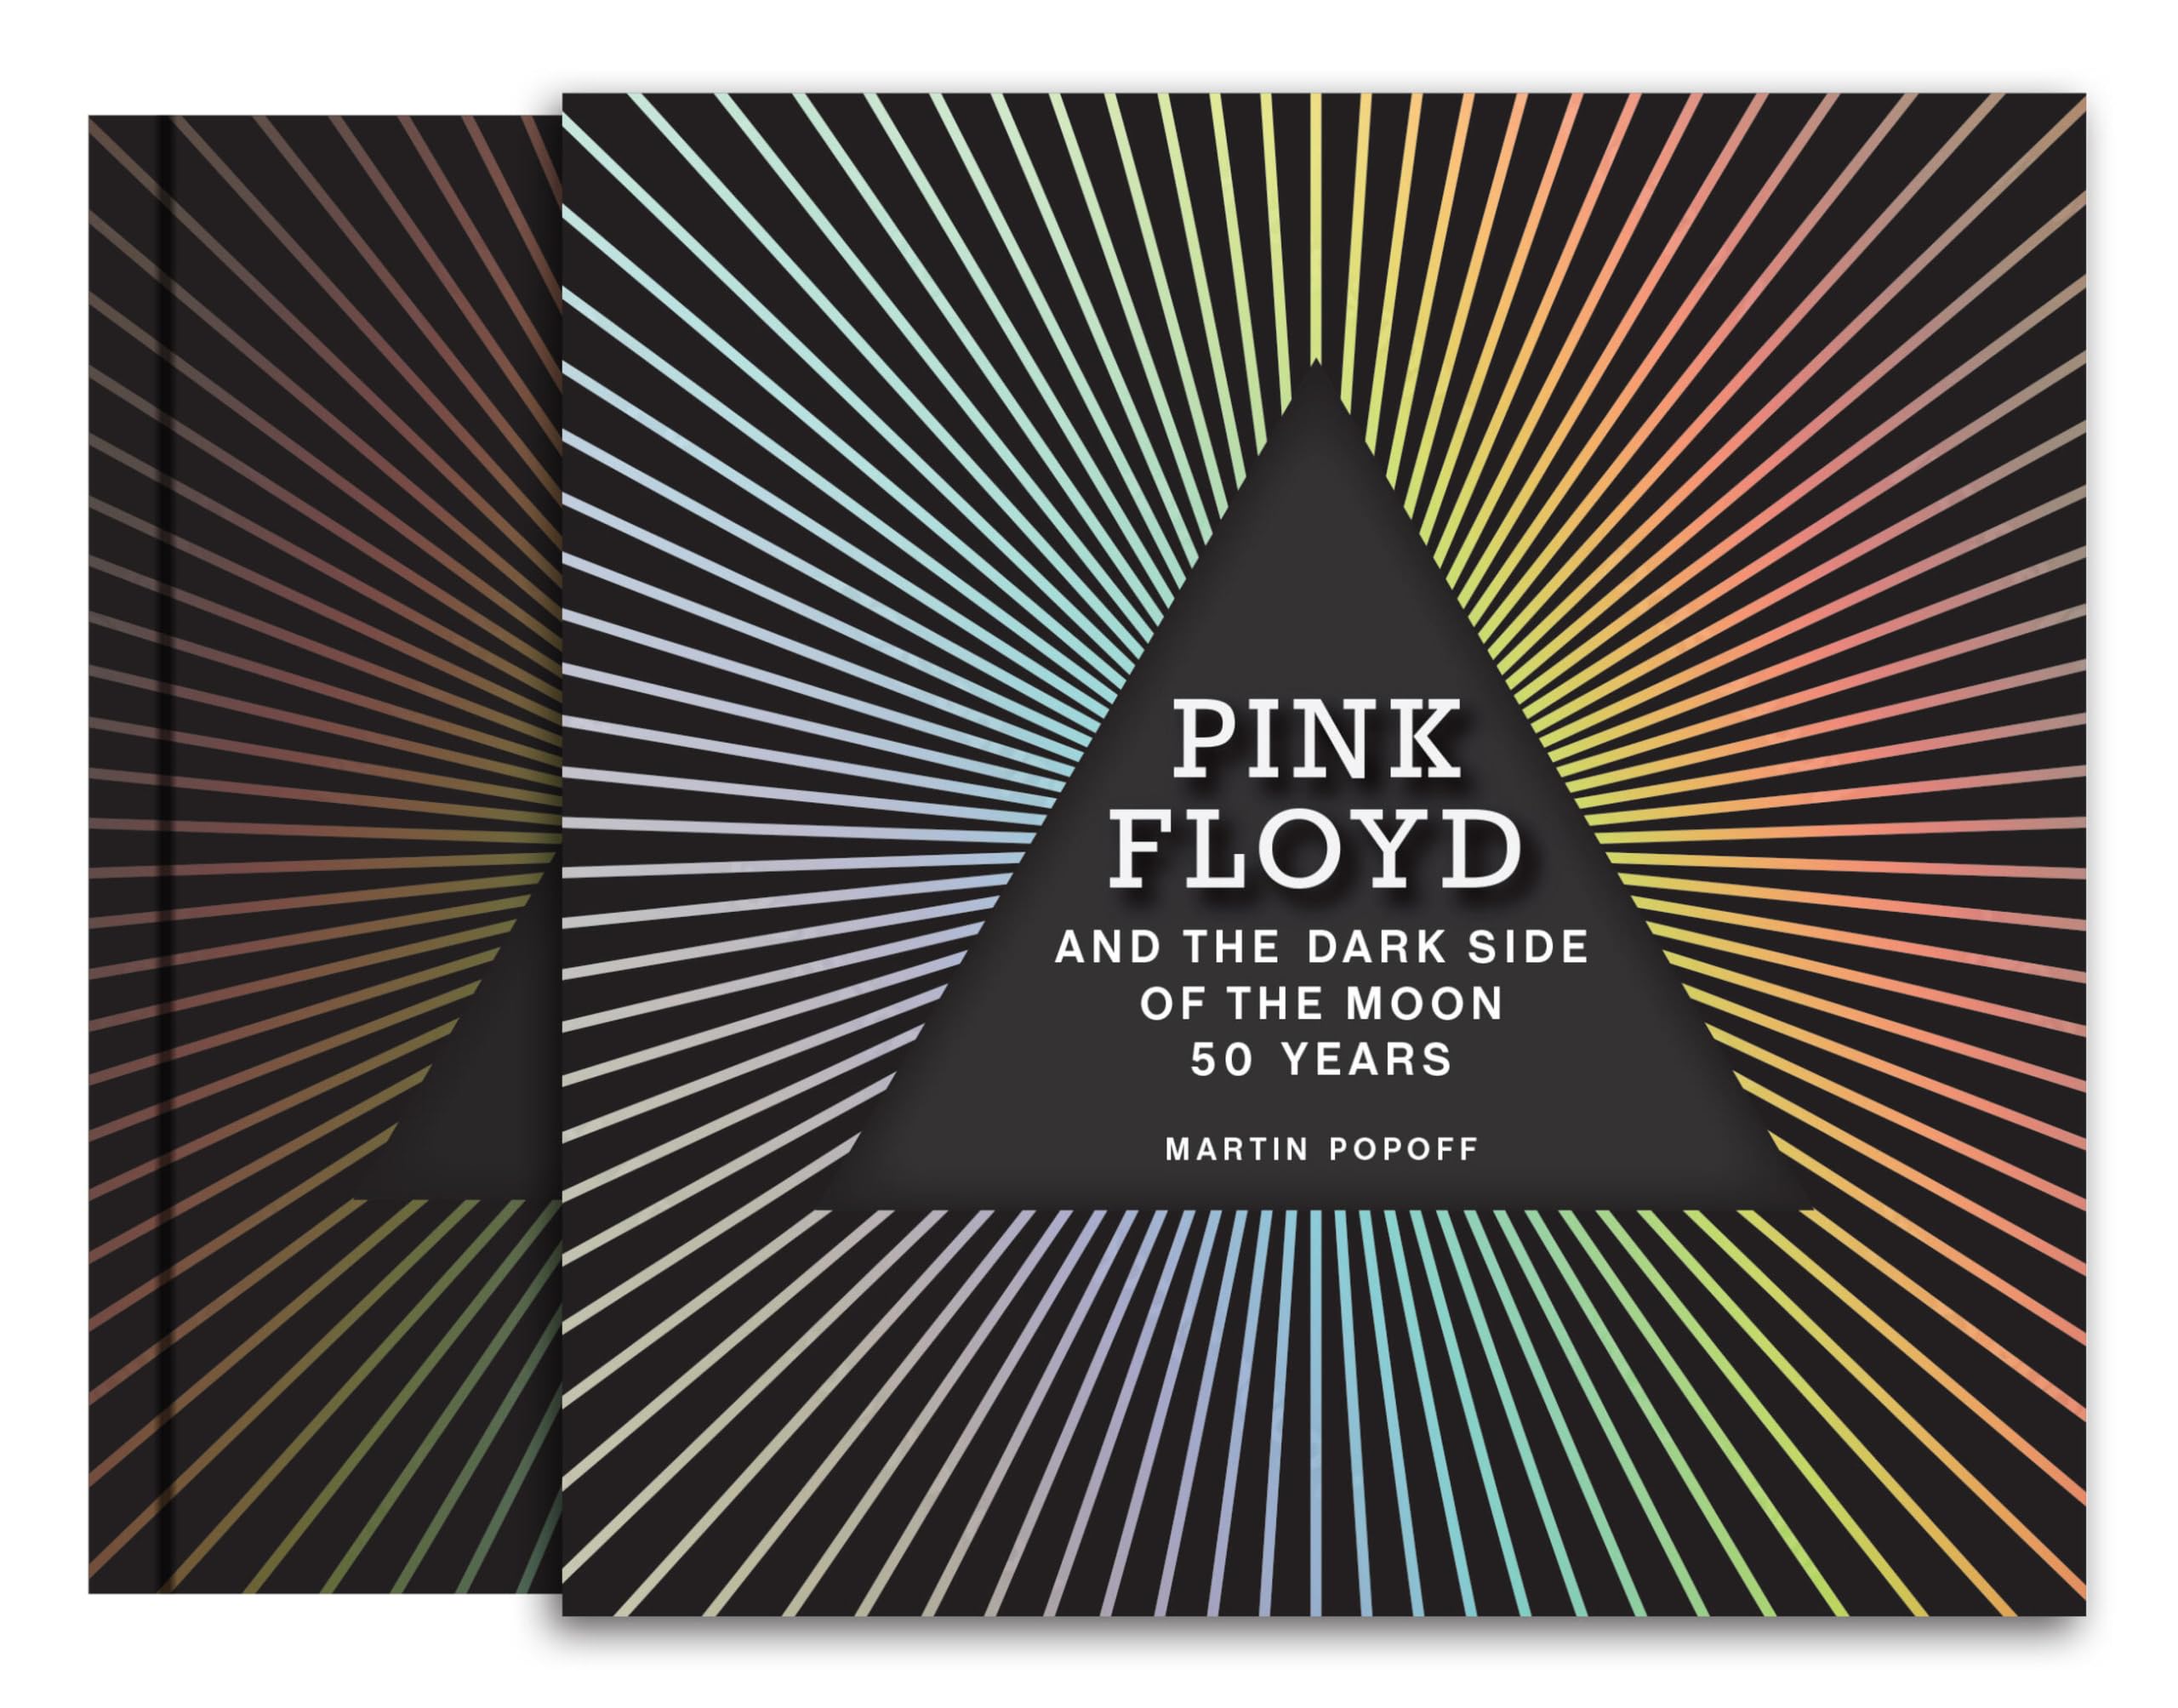 PINK
FLOYD
AND THE DARK SIDE
OF THE MOON
50 YEARS
MARTIN POPOFF